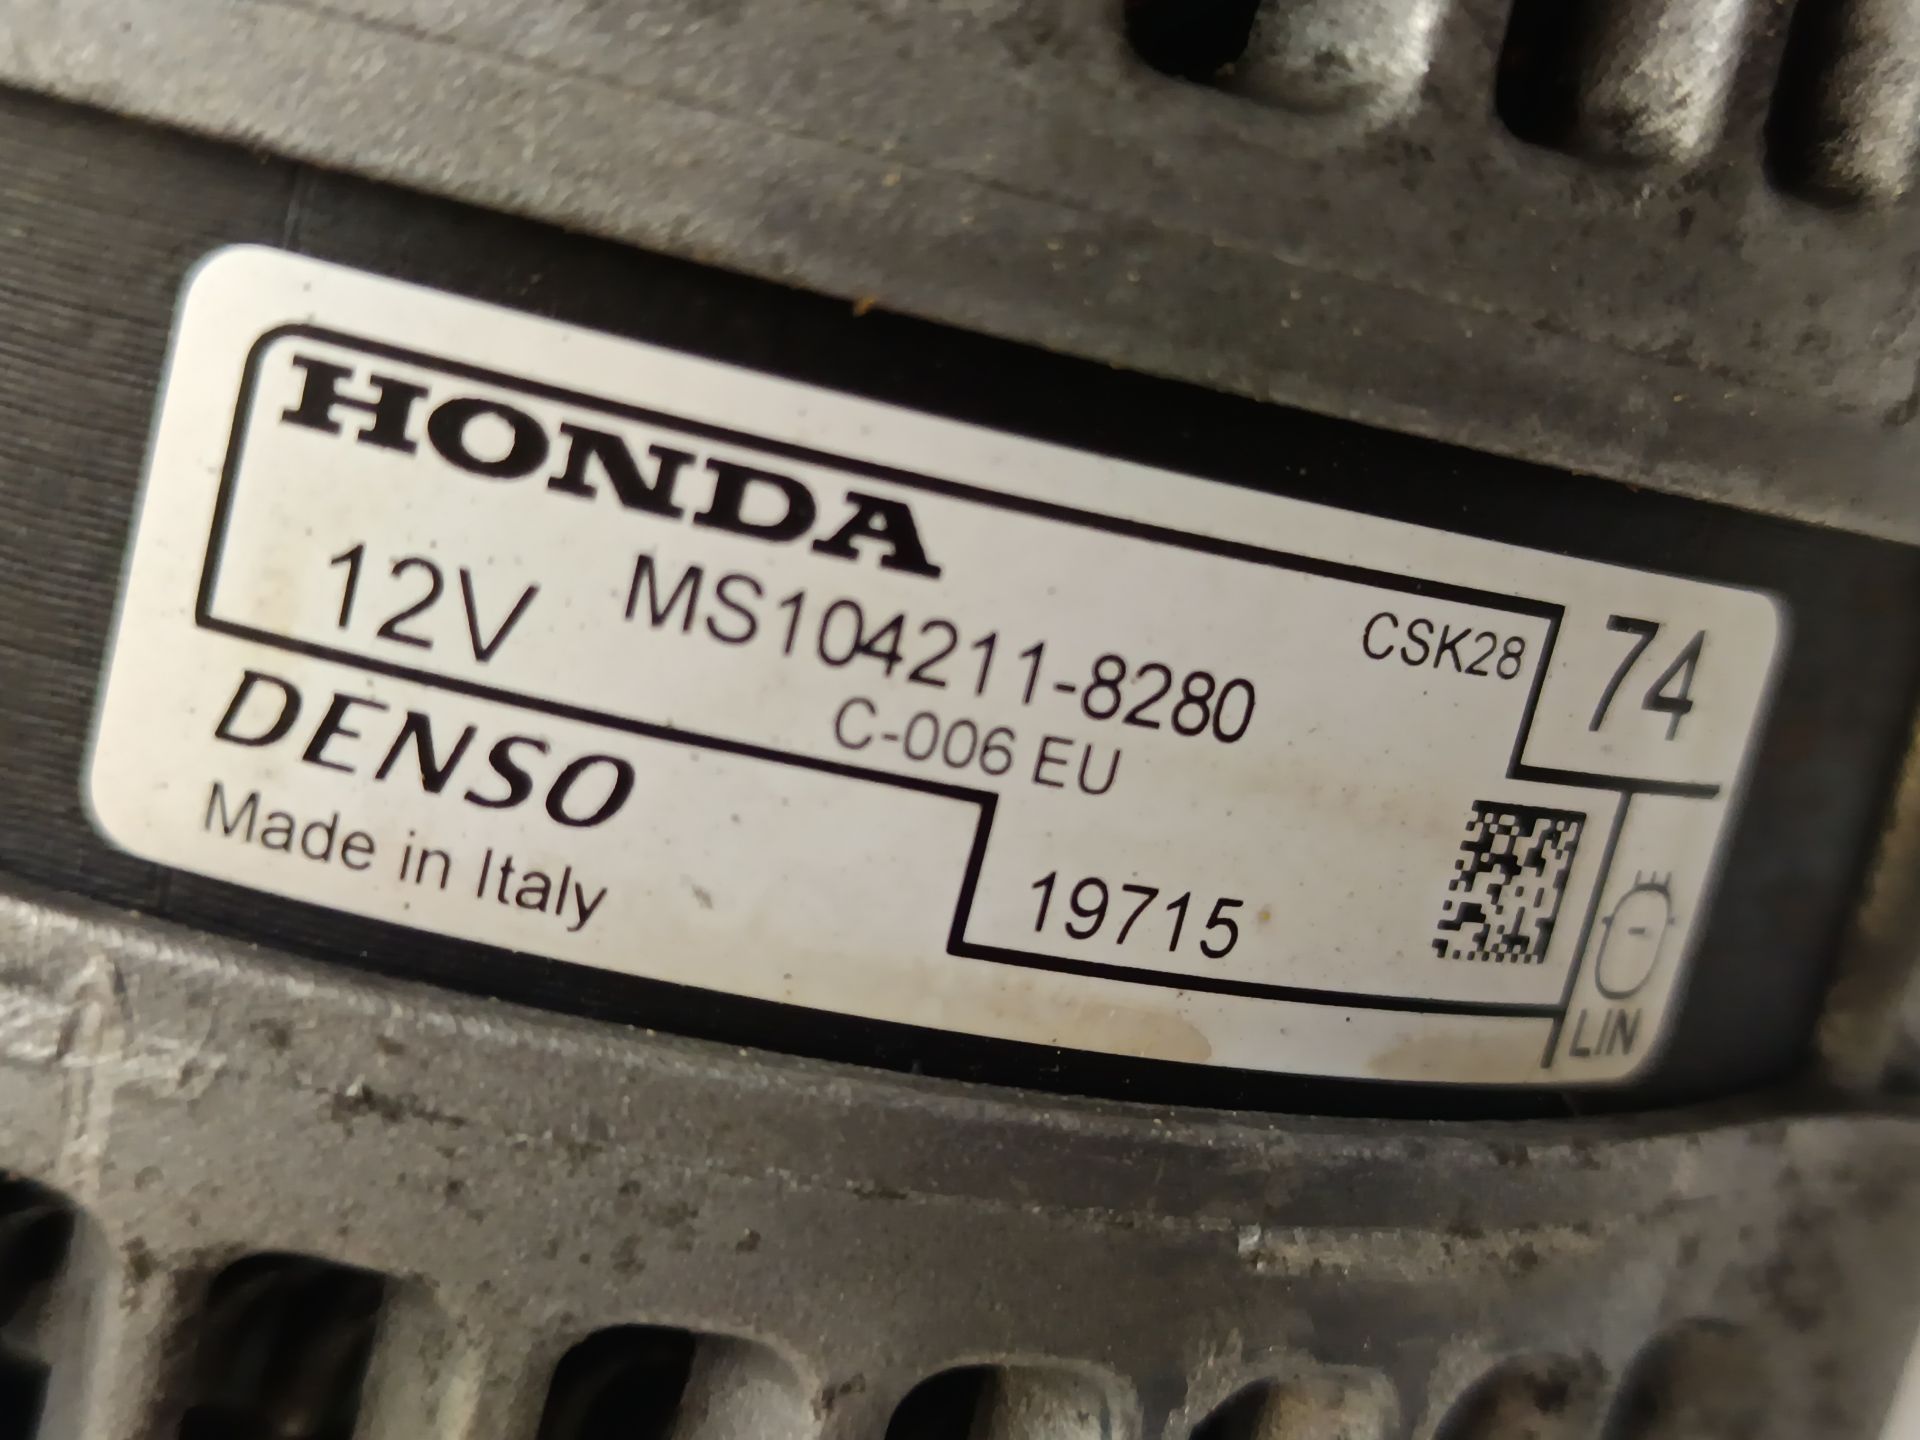 HONDA
12V MS104211-8280 CSK28 74
C-006 EU
DENSO
Made in Italy
19715
LIN